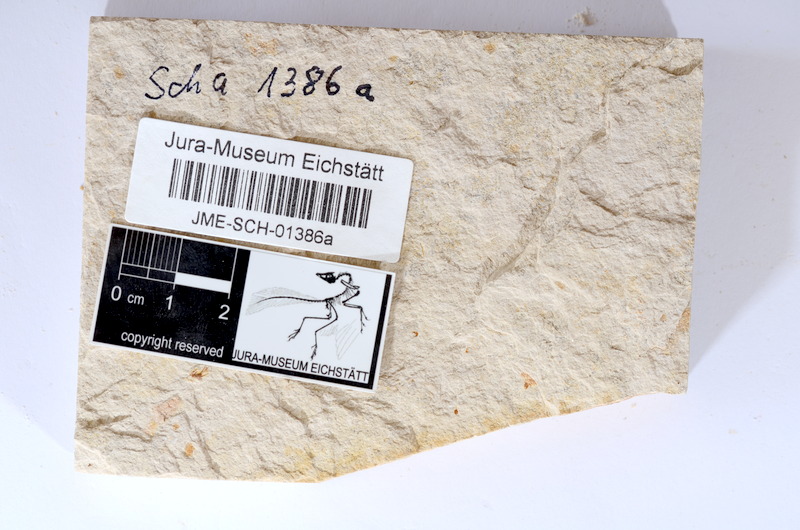 Sch a 1386 a
Jura-Museum Eichstätt
JME-SCH-01386a
0 cm 1 2
copyright reserved
JURA-MUSEUM EICHSTÄTT